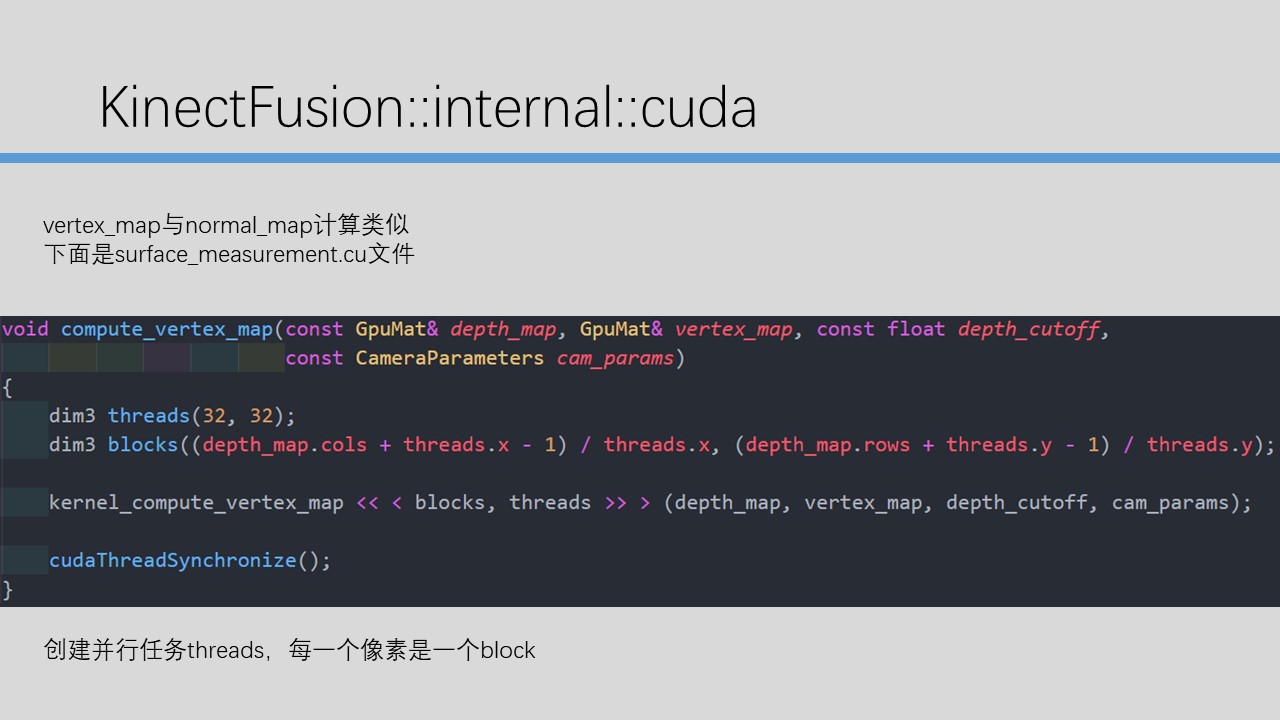 KinectFusion::internal::cuda
vertex_map与normal_map计算类似
下面是surface_measurement.cu文件
void compute_vertex_map(const GpuMat& depth_map, GpuMat& vertex_map, const float depth_cutoff,
const CameraParameters cam_params)
{
dim3 threads(32, 32);
dim3 blocks((depth_map.cols + threads.x - 1) / threads.x, (depth_map.rows + threads.y - 1) / threads.y);
kernel_compute_vertex_map << < blocks, threads >> > (depth_map, vertex_map, depth_cutoff, cam_params);
cudaThreadSynchronize();
}
创建并行任务threads，每一个像素是一个block